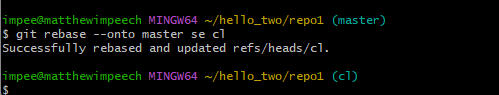 impee@matthewimpeech MINGW64 ~/hello_two/repo1 (master)
$ git rebase --onto master se cl
Successfully rebased and updated refs/heads/cl.
impee@matthewimpeech MINGW64 ~/hello_two/repo1 (cl)
$